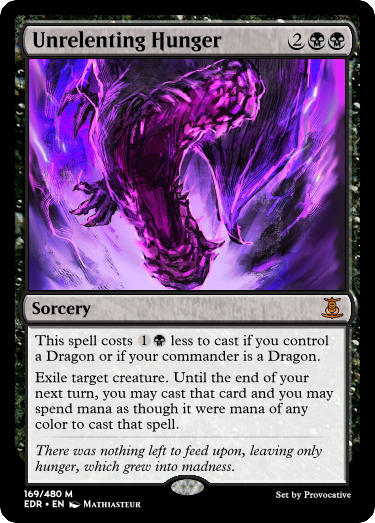 Unrelenting Hunger 2
Sorcery
This spell costs 1 less to cast if you control
a Dragon or if your commander is a Dragon.
Exile target creature. Until the end of your
next turn, you may cast that card and you may
spend mana as though it were mana of any
color to cast that spell.
There was nothing left to feed upon, leaving only
hunger, which grew into madness.
169/480 M
EDR • EN Mathiasteur
Set by Provocative